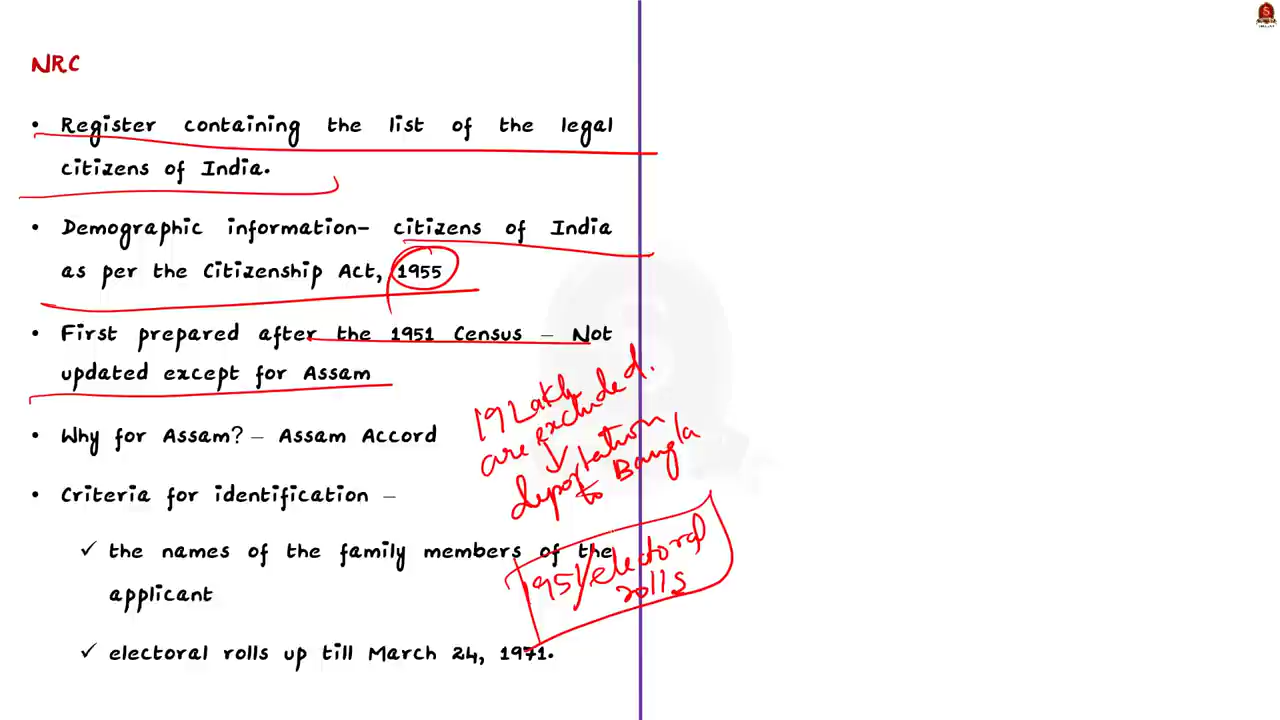 NRC
• Register containing the list of the legal
citizens of India.
• Demographic information- citizens of India
as per the Citizenship Act, 1955
• First prepared after the 1951 Census – Not
updated except for Assam
• Why for Assam? – Assam Accord
• Criteria for identification –
✓ the names of the family members of the
applicant
✓ electoral rolls up till March 24, 1971.
19 Lakh
are excluded.
↓
deportation
to Bangla
1951/electoral
rolls